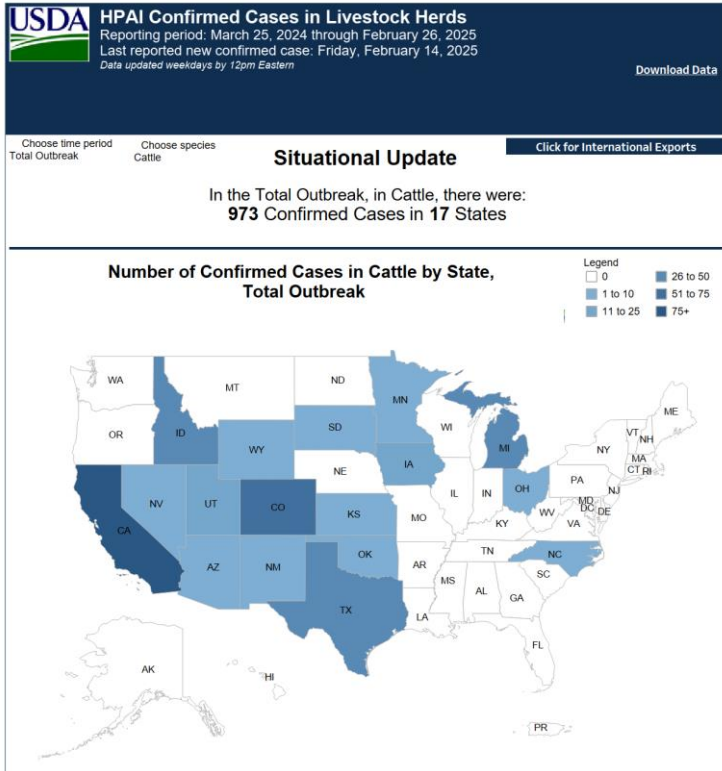 USDA
HPAI Confirmed Cases in Livestock Herds
Reporting period: March 25, 2024 through February 26, 2025
Last reported new confirmed case: Friday, February 14, 2025
Data updated weekdays by 12pm Eastern
Download Data
Choose time period
Total Outbreak
Choose species
Cattle
Situational Update
Click for International Exports
In the Total Outbreak, in Cattle, there were:
973 Confirmed Cases in 17 States
Number of Confirmed Cases in Cattle by State,
Total Outbreak
Legend
0
1 to 10
11 to 25
26 to 50
51 to 75
75+
WA
MT
ND
MN
ME
OR
ID
WY
SD
WI
MI
NY
VT
NH
MA
CT
RI
NV
UT
CO
NE
IA
IL
IN
OH
PA
NJ
MD
DC
DE
CA
KS
MO
KY
WV
VA
AZ
NM
OK
AR
TN
NC
SC
TX
LA
MS
AL
GA
FL
AK
HI
PR